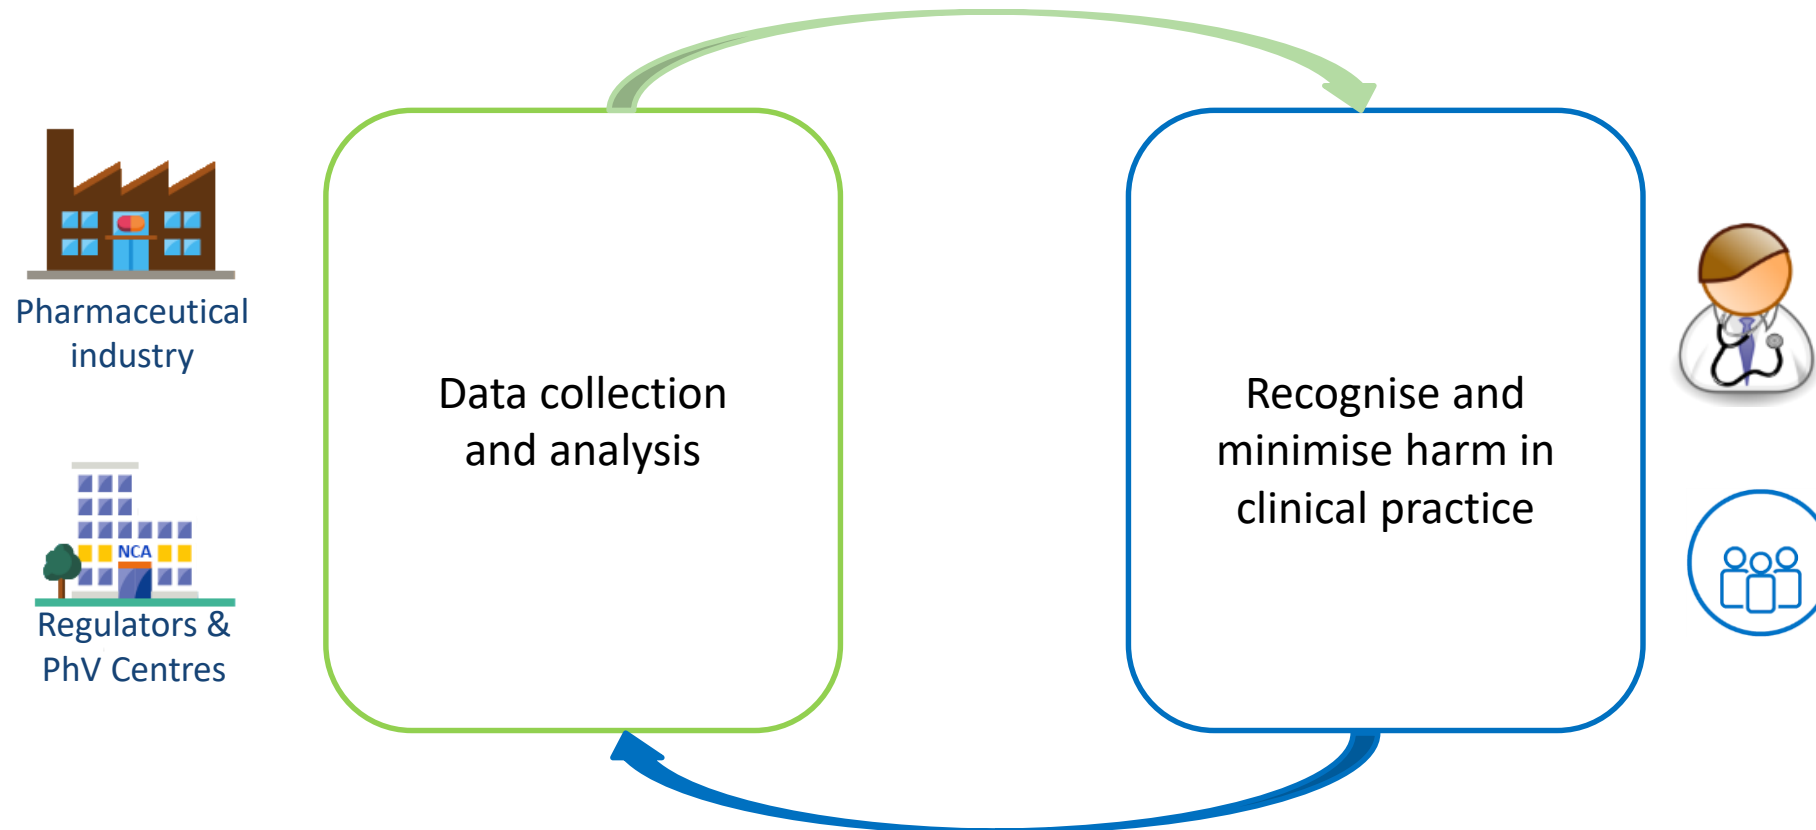 Pharmaceutical
industry
NCA
Regulators &
PhV Centres
Data collection
and analysis
Recognise and
minimise harm in
clinical practice